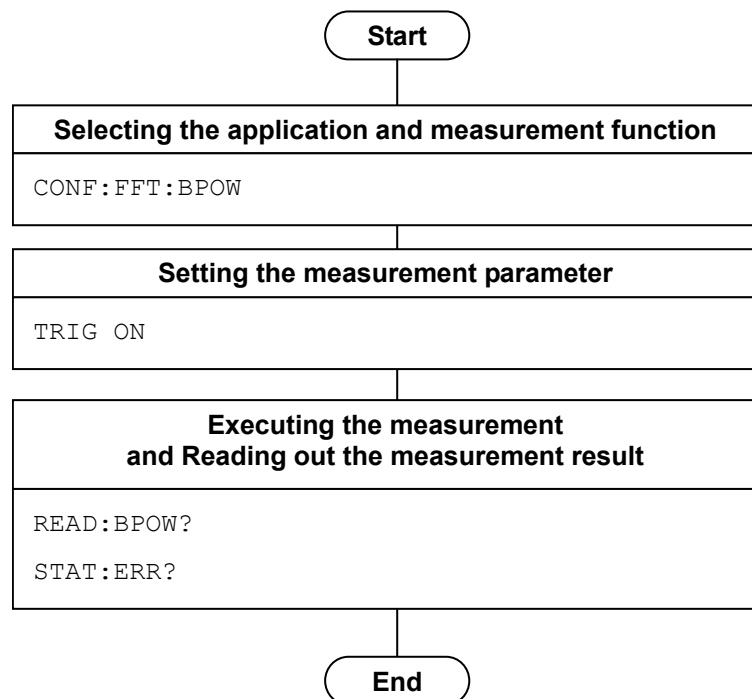 Start
Selecting the application and measurement function
CONF:FFT:BPOW
Setting the measurement parameter
TRIG ON
Executing the measurement
and Reading out the measurement result
READ:BPOW?
STAT:ERR?
End